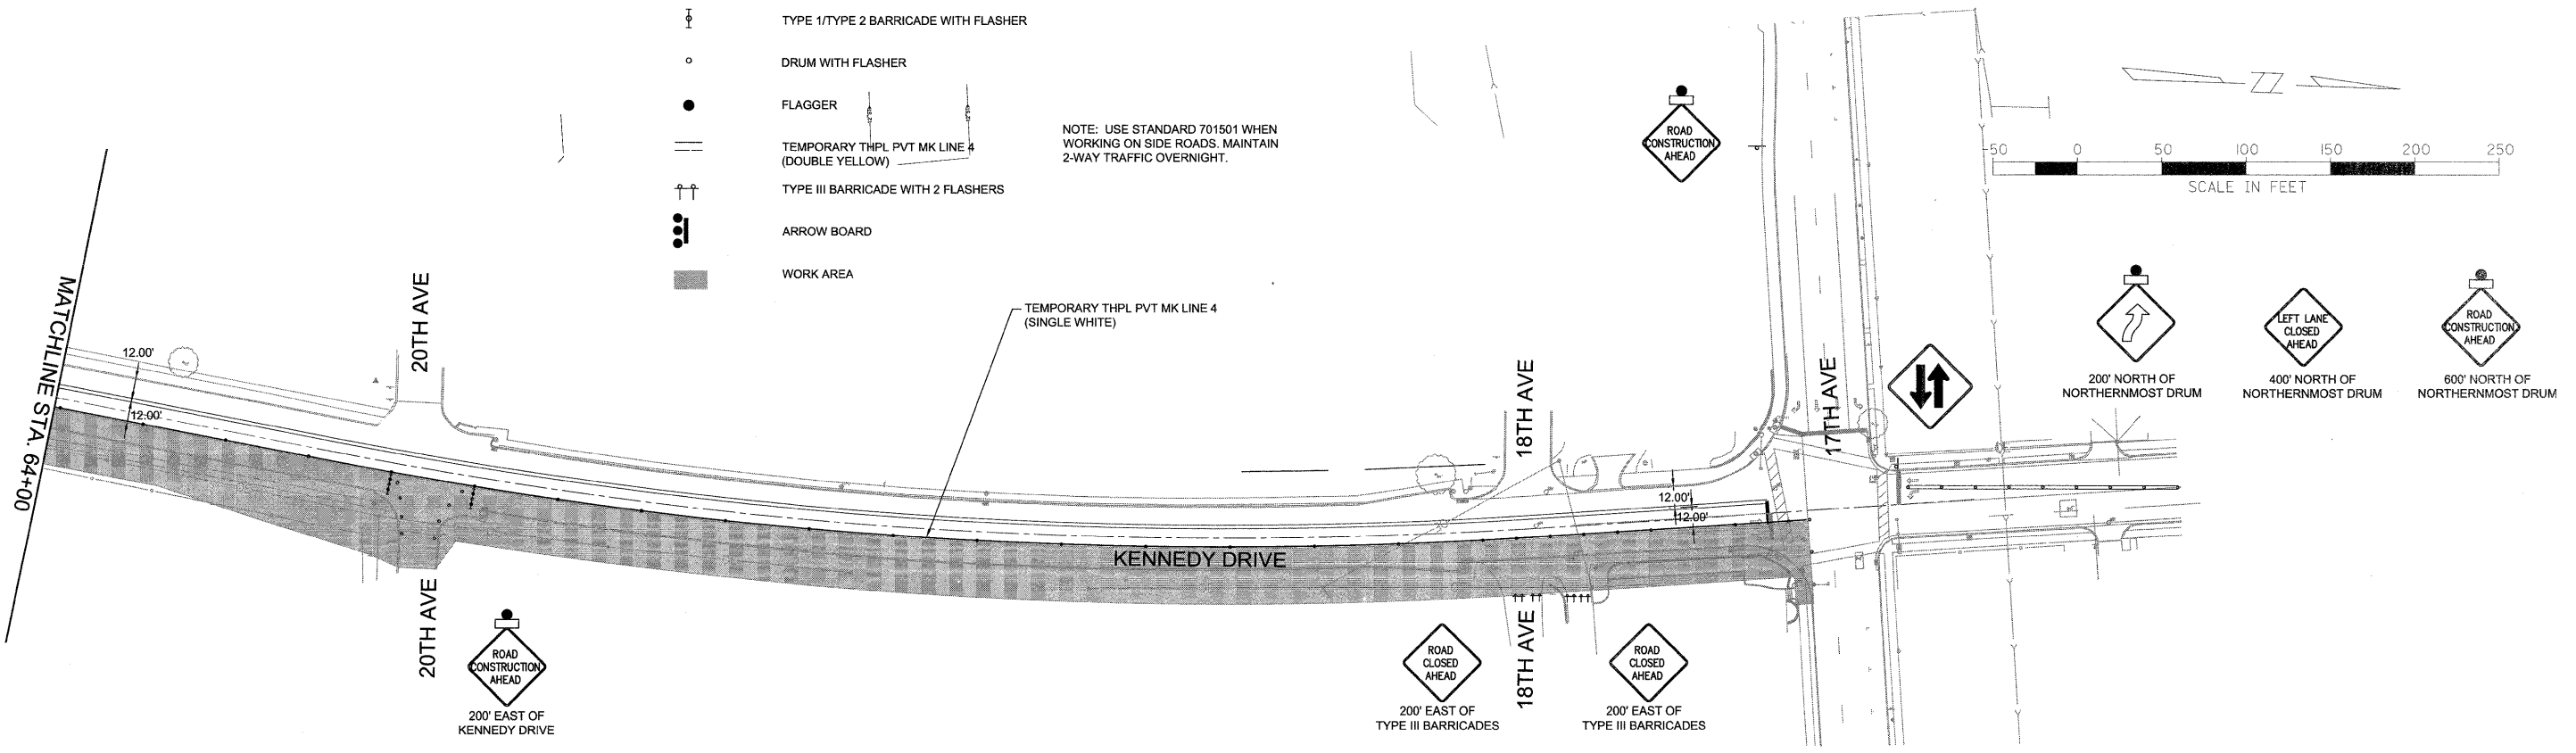 TYPE 1/TYPE 2 BARRICADE WITH FLASHER
DRUM WITH FLASHER
FLAGGER
TEMPORARY THPL PVT MK LINE 4
(DOUBLE YELLOW)
TYPE III BARRICADE WITH 2 FLASHERS
ARROW BOARD
WORK AREA
NOTE: USE STANDARD 701501 WHEN
WORKING ON SIDE ROADS. MAINTAIN
2-WAY TRAFFIC OVERNIGHT.
ROAD
CONSTRUCTION
AHEAD
Z
50 0 50 100 150 200 250
SCALE IN FEET
MATCHLINE STA. 64+00
12.00'
12.00'
20TH AVE
TEMPORARY THPL PVT MK LINE 4
(SINGLE WHITE)
18TH AVE
17TH AVE
12.00'
12.00'
200' NORTH OF
NORTHERNMOST DRUM
LEFT LANE
CLOSED
AHEAD
400' NORTH OF
NORTHERNMOST DRUM
ROAD
CONSTRUCTION
AHEAD
600' NORTH OF
NORTHERNMOST DRUM
KENNEDY DRIVE
20TH AVE
ROAD
CONSTRUCTION
AHEAD
200' EAST OF
KENNEDY DRIVE
ROAD
CLOSED
AHEAD
200' EAST OF
TYPE III BARRICADES
18TH AVE
ROAD
CLOSED
AHEAD
200' EAST OF
TYPE III BARRICADES